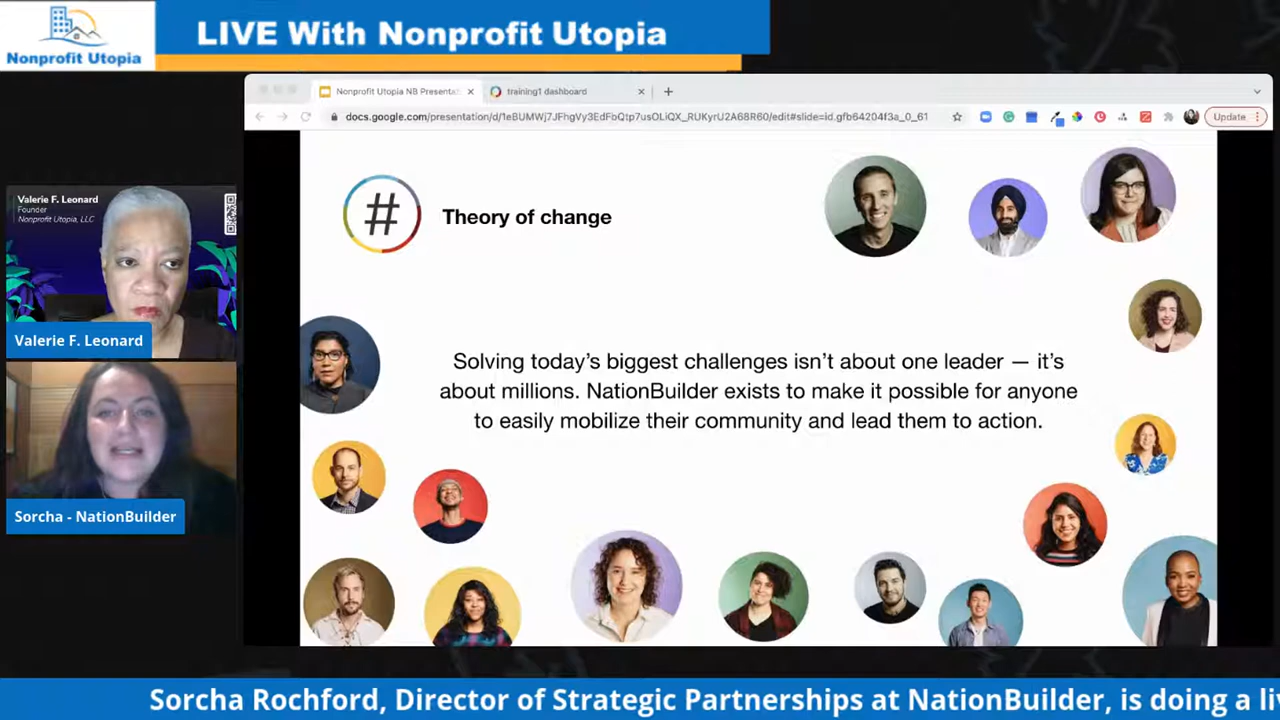 LIVE With Nonprofit Utopia
Nonprofit Utopia
Nonprofit Utopia NB Presenta
training1 dashboard
docs.google.com/presentation/d/1eBUMWj7JFhgVy3EdFbQtp7usOLiQX_RUKyrU2A68R60/edit#slide=id.gfb64204f3a_0_61
Update
Valerie F. Leonard
Founder
Nonprofit Utopia, LLC
Valerie F. Leonard
Sorcha - NationBuilder
#
Theory of change
Solving today's biggest challenges isn't about one leader — it's
about millions. NationBuilder exists to make it possible for anyone
to easily mobilize their community and lead them to action.
Sorcha Rochford, Director of Strategic Partnerships at NationBuilder, is doing a li